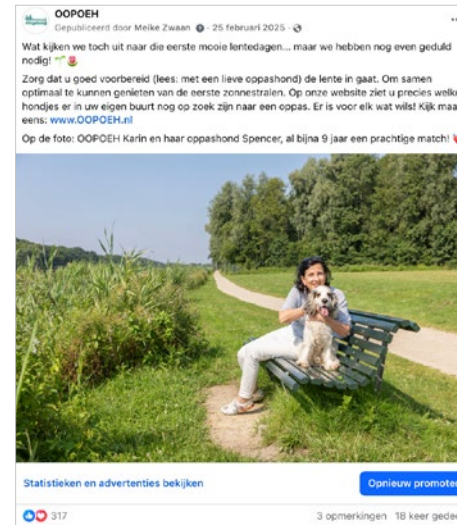 OOPOEH
Gepubliceerd door Meike Zwaan · 25 februari 2025 ·
Wat kijken we toch uit naar die eerste mooie lentedagen... maar we hebben nog even geduld
nodig! 🌱🌷
Zorg dat u goed voorbereid (lees: met een lieve oppashond) de lente in gaat. Om samen
optimaal te kunnen genieten van de eerste zonnestralen. Op onze website ziet u precies welke
hondjes er in uw eigen buurt nog op zoek zijn naar een oppas. Er is voor elk wat wils! Kijk maa
eens: www.OOPOEH.nl
Op de foto: OOPOEH Karin en haar oppashond Spencer, al bijna 9 jaar een prachtige match!
Statistieken en advertenties bekijken
Opnieuw promoten
317
3 opmerkingen 18 keer gedee